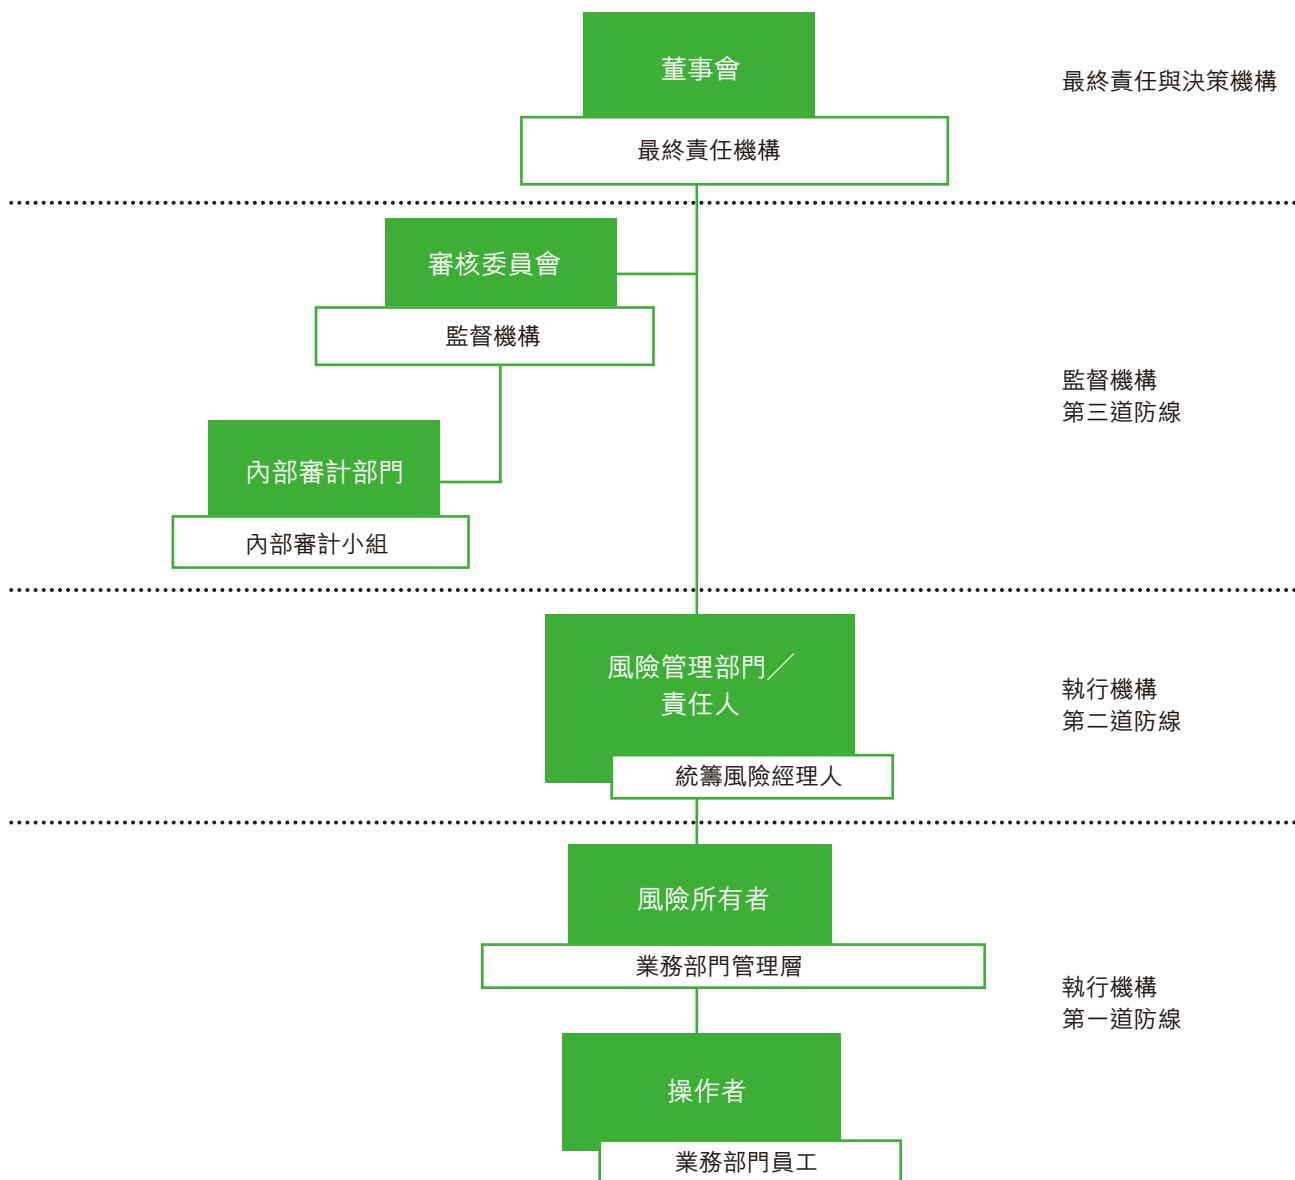 董事會
最終責任與決策機構
最終責任機構
審核委員會
監督機構
監督機構
第三道防線
內部審計部門
內部審計小組
風險管理部門／
責任人
執行機構
第二道防線
統籌風險經理人
風險所有者
業務部門管理層
執行機構
第一道防線
操作者
業務部門員工